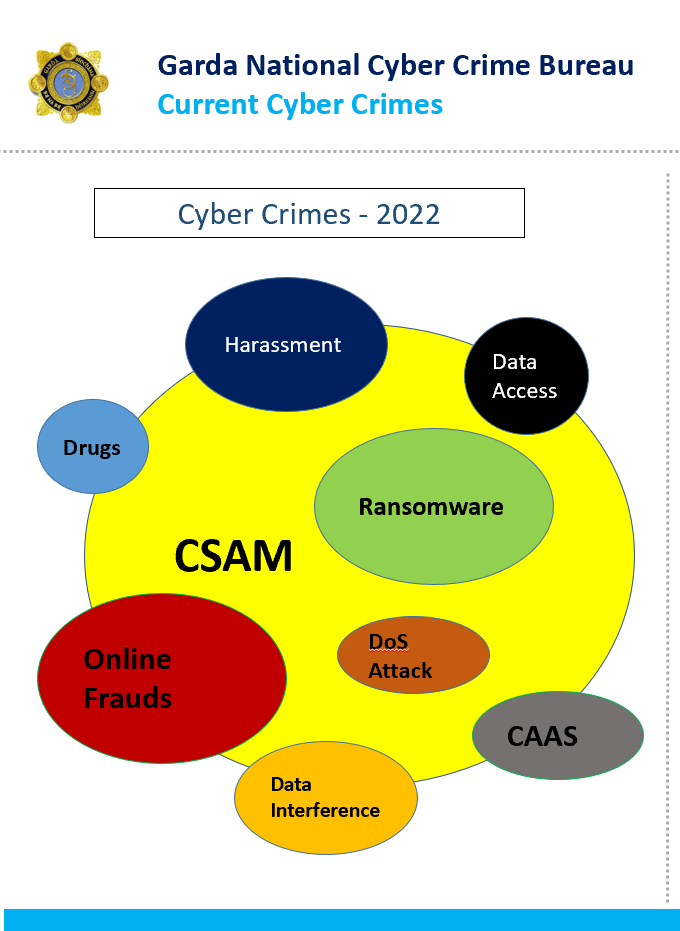 Garda National Cyber Crime Bureau
Current Cyber Crimes
Cyber Crimes - 2022
Harassment
Data
Access
Drugs
Ransomware
CSAM
DoS
Attack
Online
Frauds
CAAS
Data
Interference